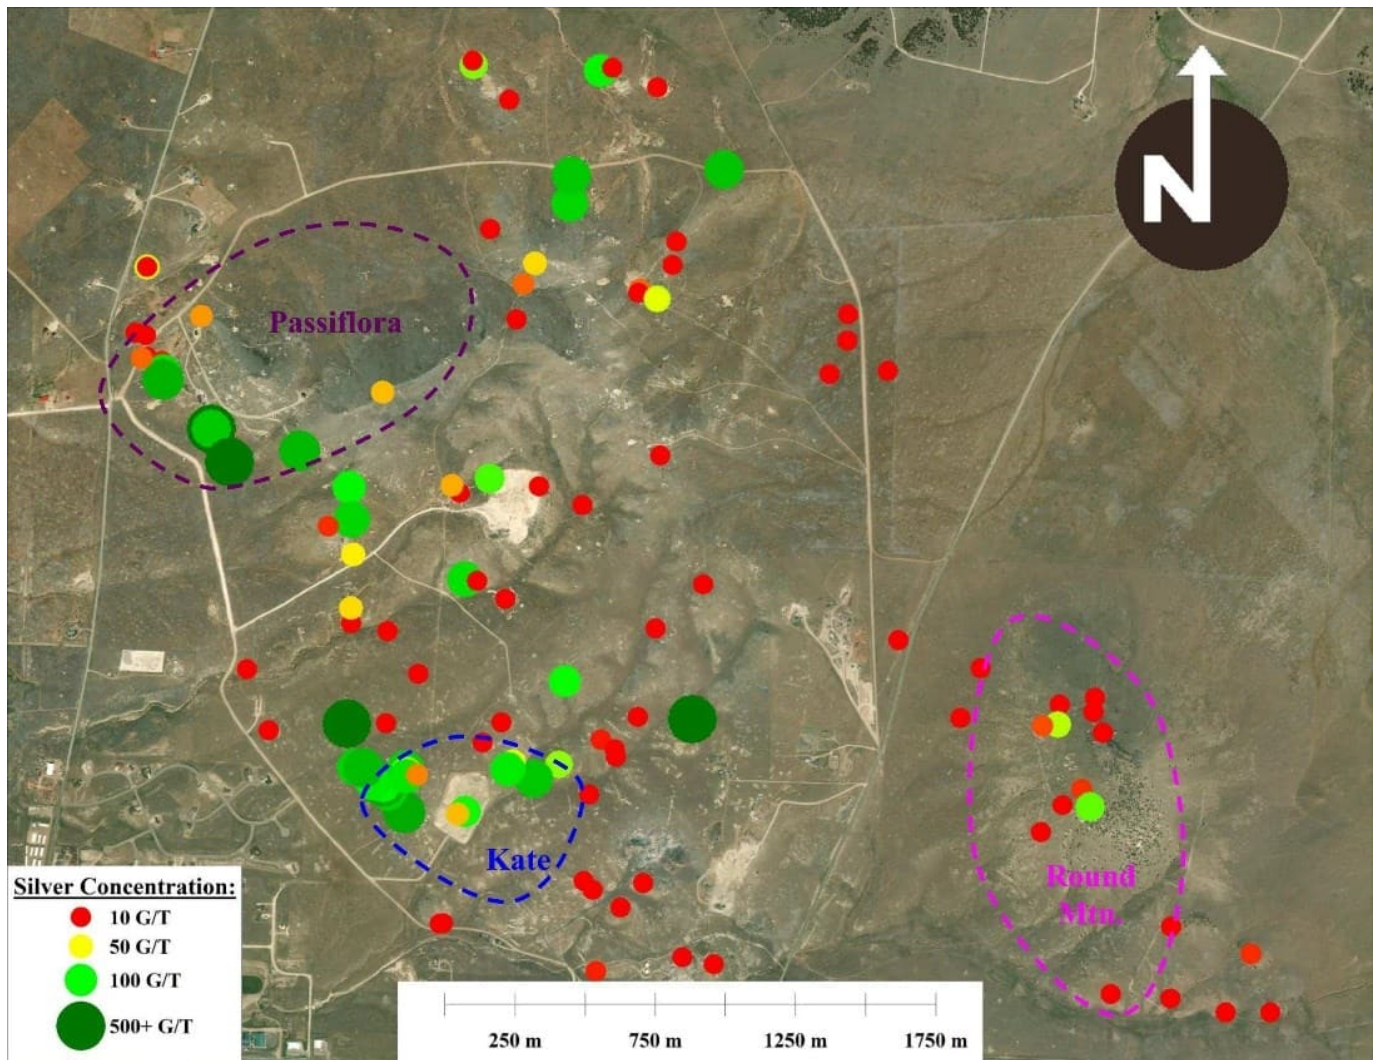 N
Passiflora
Kate
Round
Mtn.
Silver Concentration:
10 G/T
50 G/T
100 G/T
500+ G/T
250 m 750 m 1250 m 1750 m